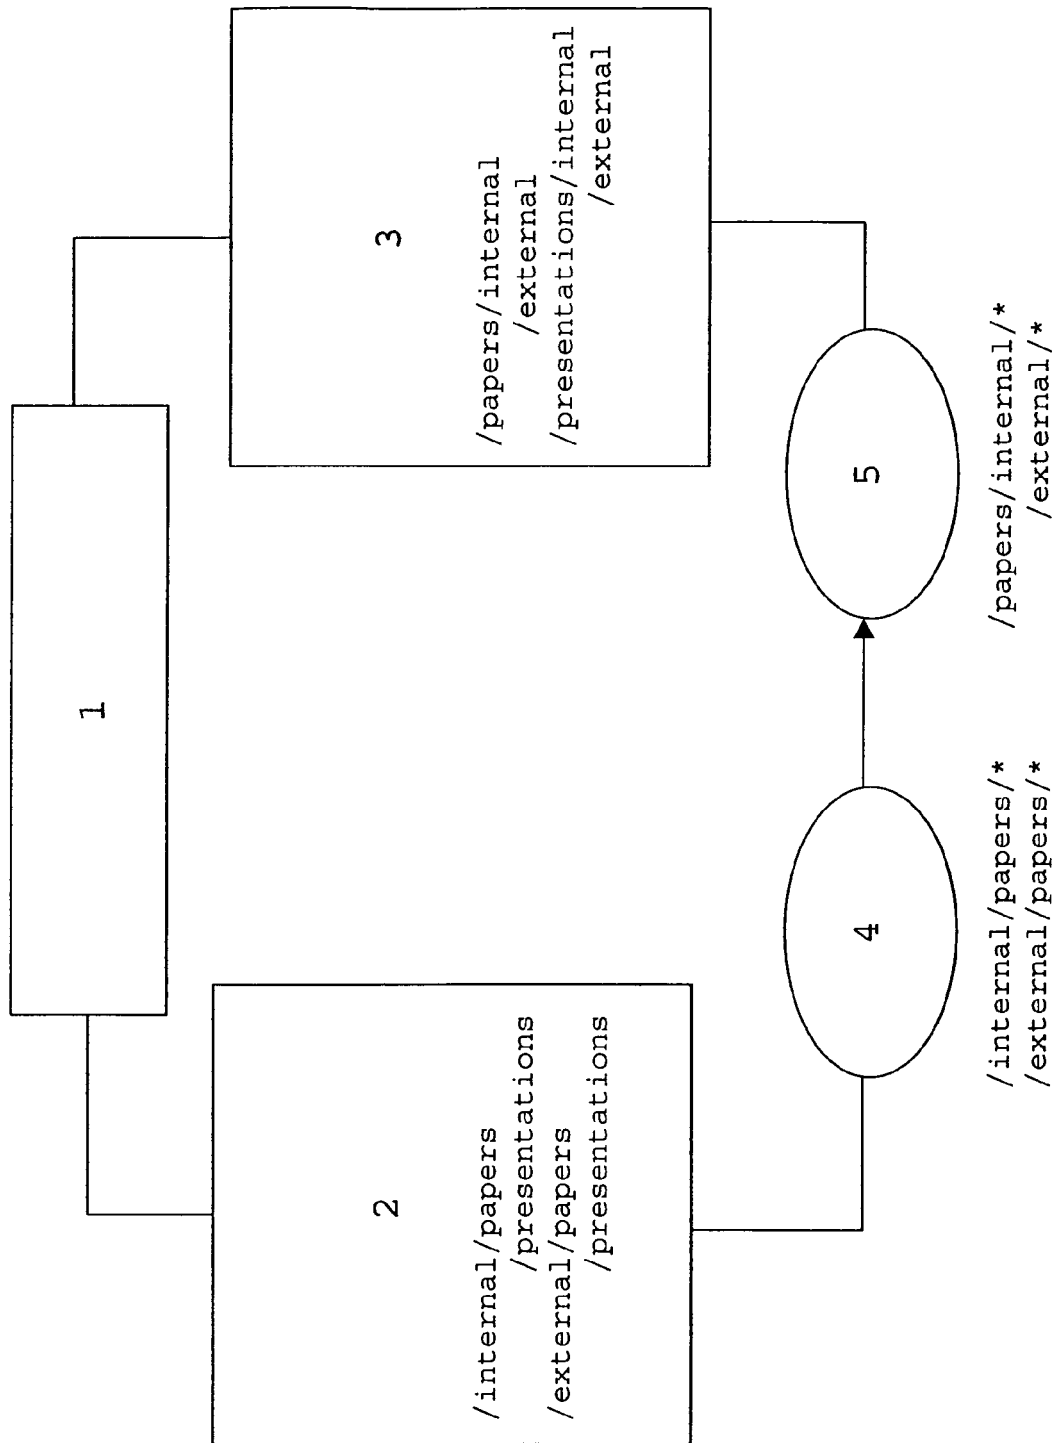 1
2
/internal/papers
/presentations
/external/papers
/presentations
3
/papers/internal
/external
/presentations/internal
/external
4
/internal/papers/*
/external/papers/*
5
/papers/internal/*
/external/*